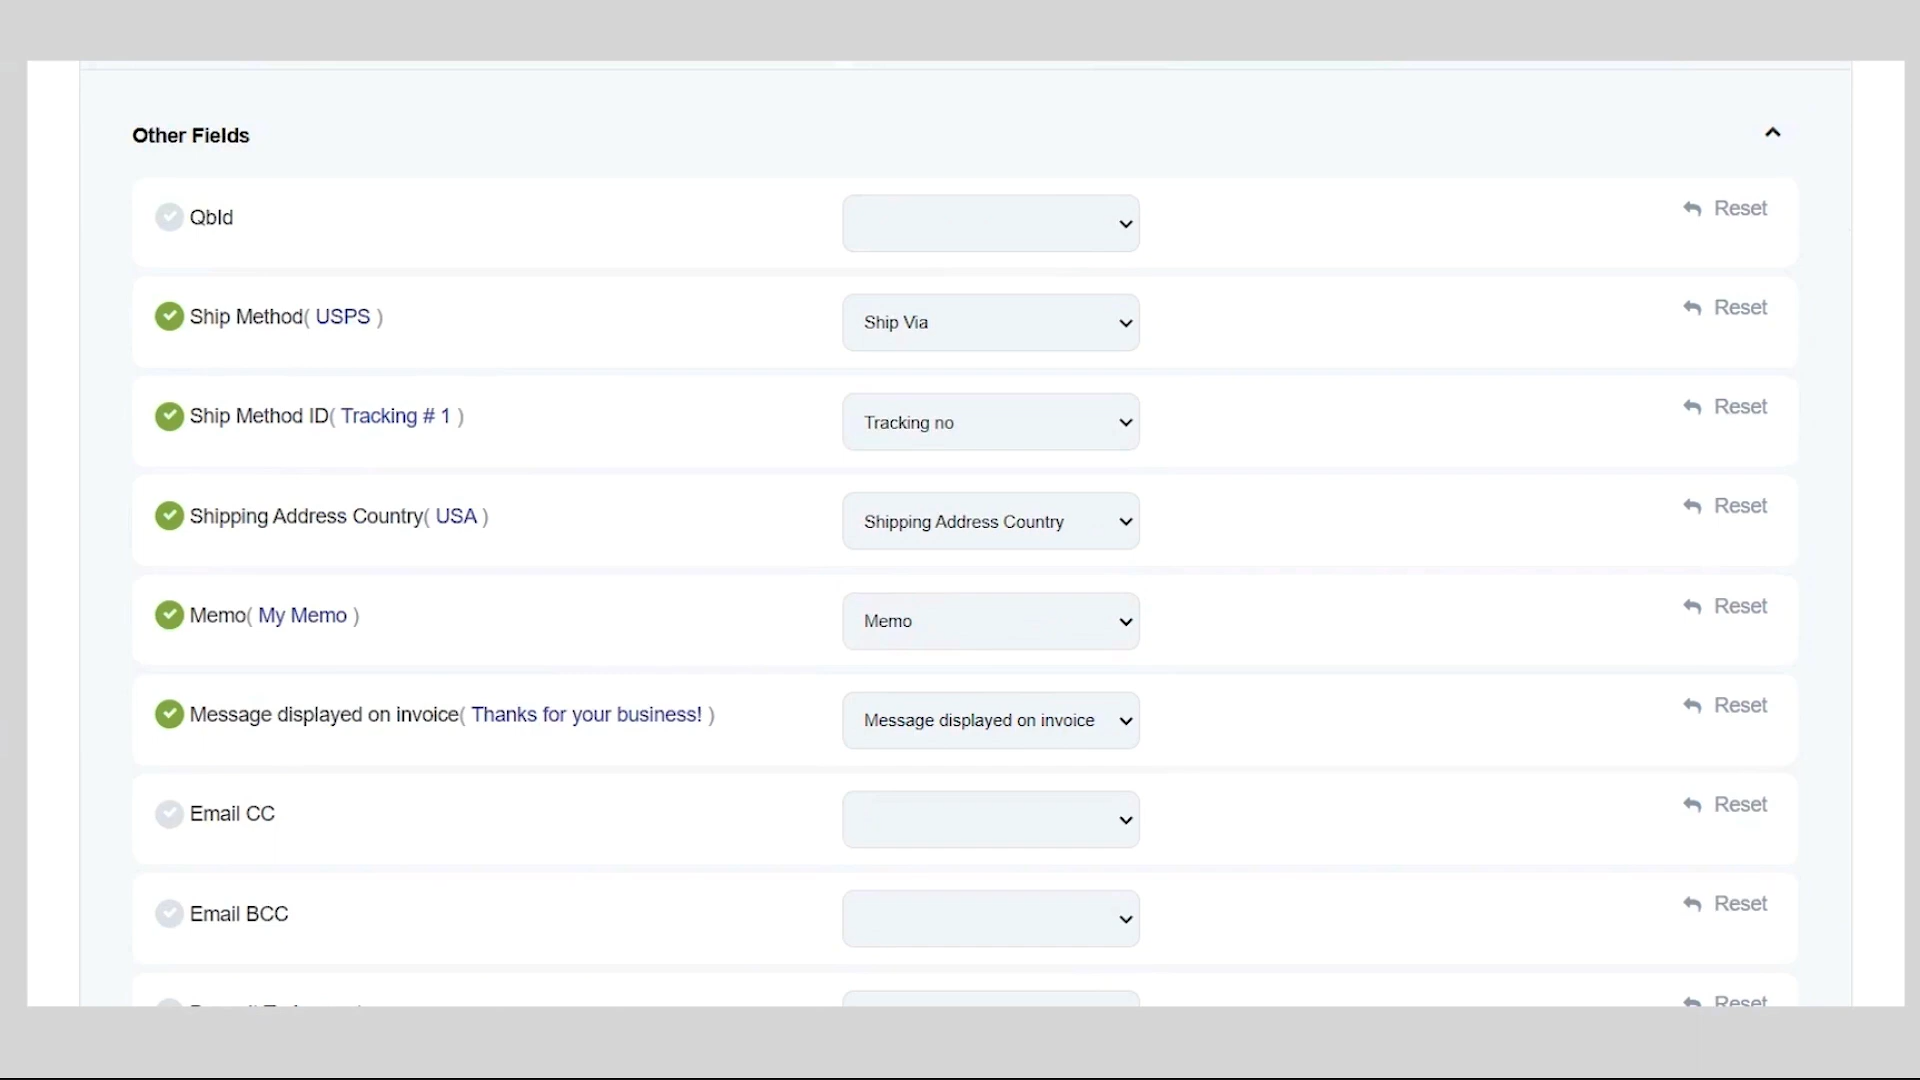 Other Fields
QbId
Reset
Ship Method( USPS )
Ship Via
Reset
Ship Method ID( Tracking # 1 )
Tracking no
Reset
Shipping Address Country( USA )
Shipping Address Country
Reset
Memo( My Memo )
Memo
Reset
Message displayed on invoice( Thanks for your business! )
Message displayed on invoice
Reset
Email CC
Reset
Email BCC
Reset
Reset